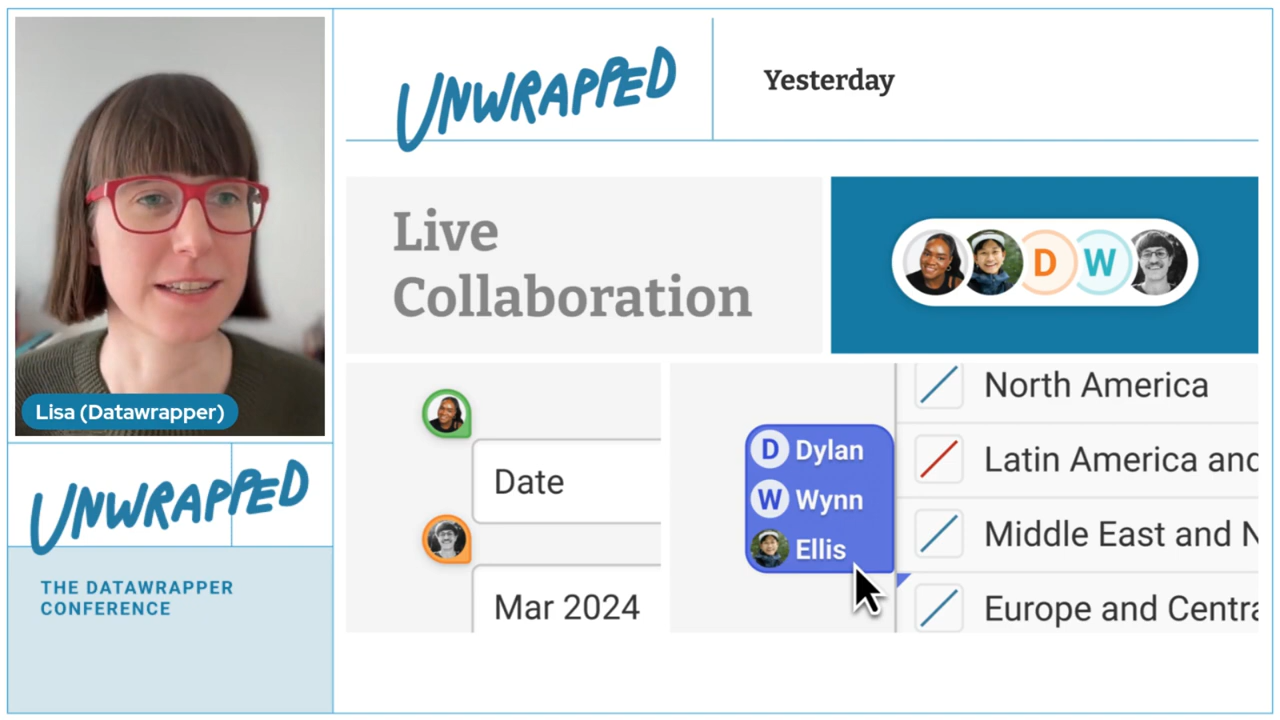 Lisa (Datawrapper)
UNWRAPPED
THE DATAWRAPPER
CONFERENCE
UNWRAPPED
Yesterday
Live
Collaboration
D W
Date
Mar 2024
D Dylan
W Wynn
Ellis
North America
Latin America and
Middle East and N
Europe and Centra